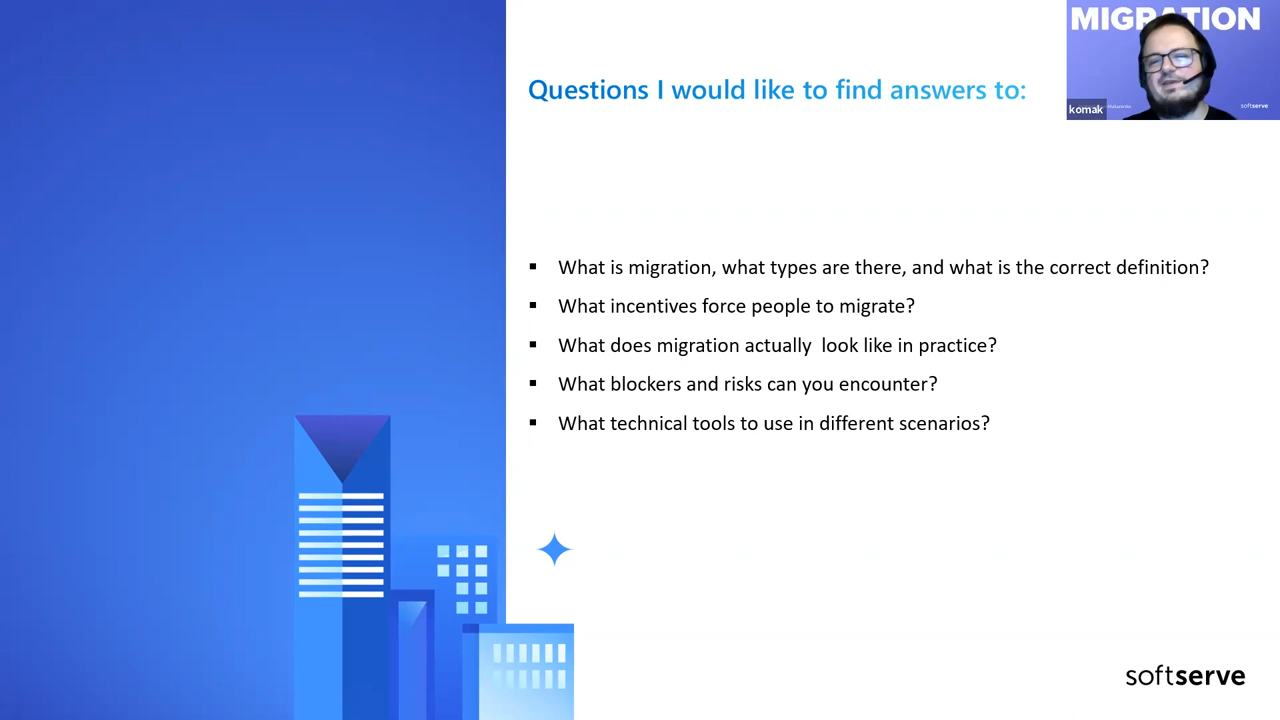 MIGRATION
Questions I would like to find answers to:
komak
softserve
▪ What is migration, what types are there, and what is the correct definition?
▪ What incentives force people to migrate?
▪ What does migration actually  look like in practice?
▪ What blockers and risks can you encounter?
▪ What technical tools to use in different scenarios?
softserve